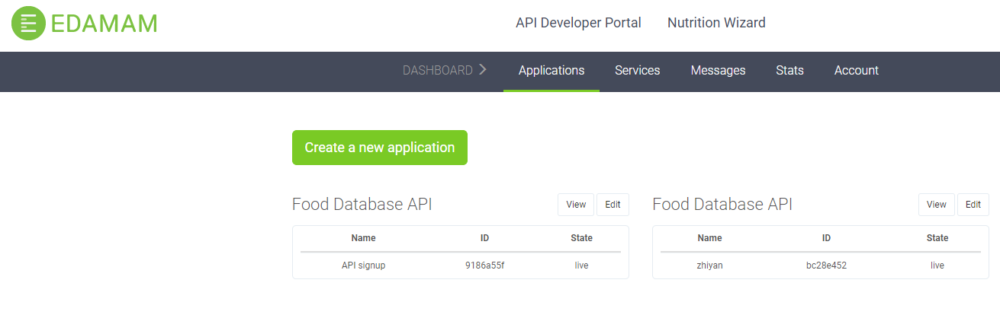 EDAMAM
API Developer Portal Nutrition Wizard
DASHBOARD Applications Services Messages Stats Account
Create a new application
Food Database API View Edit
Name ID State
API signup 9186a55f live
Food Database API View Edit
Name ID State
zhiyan bc28e452 live